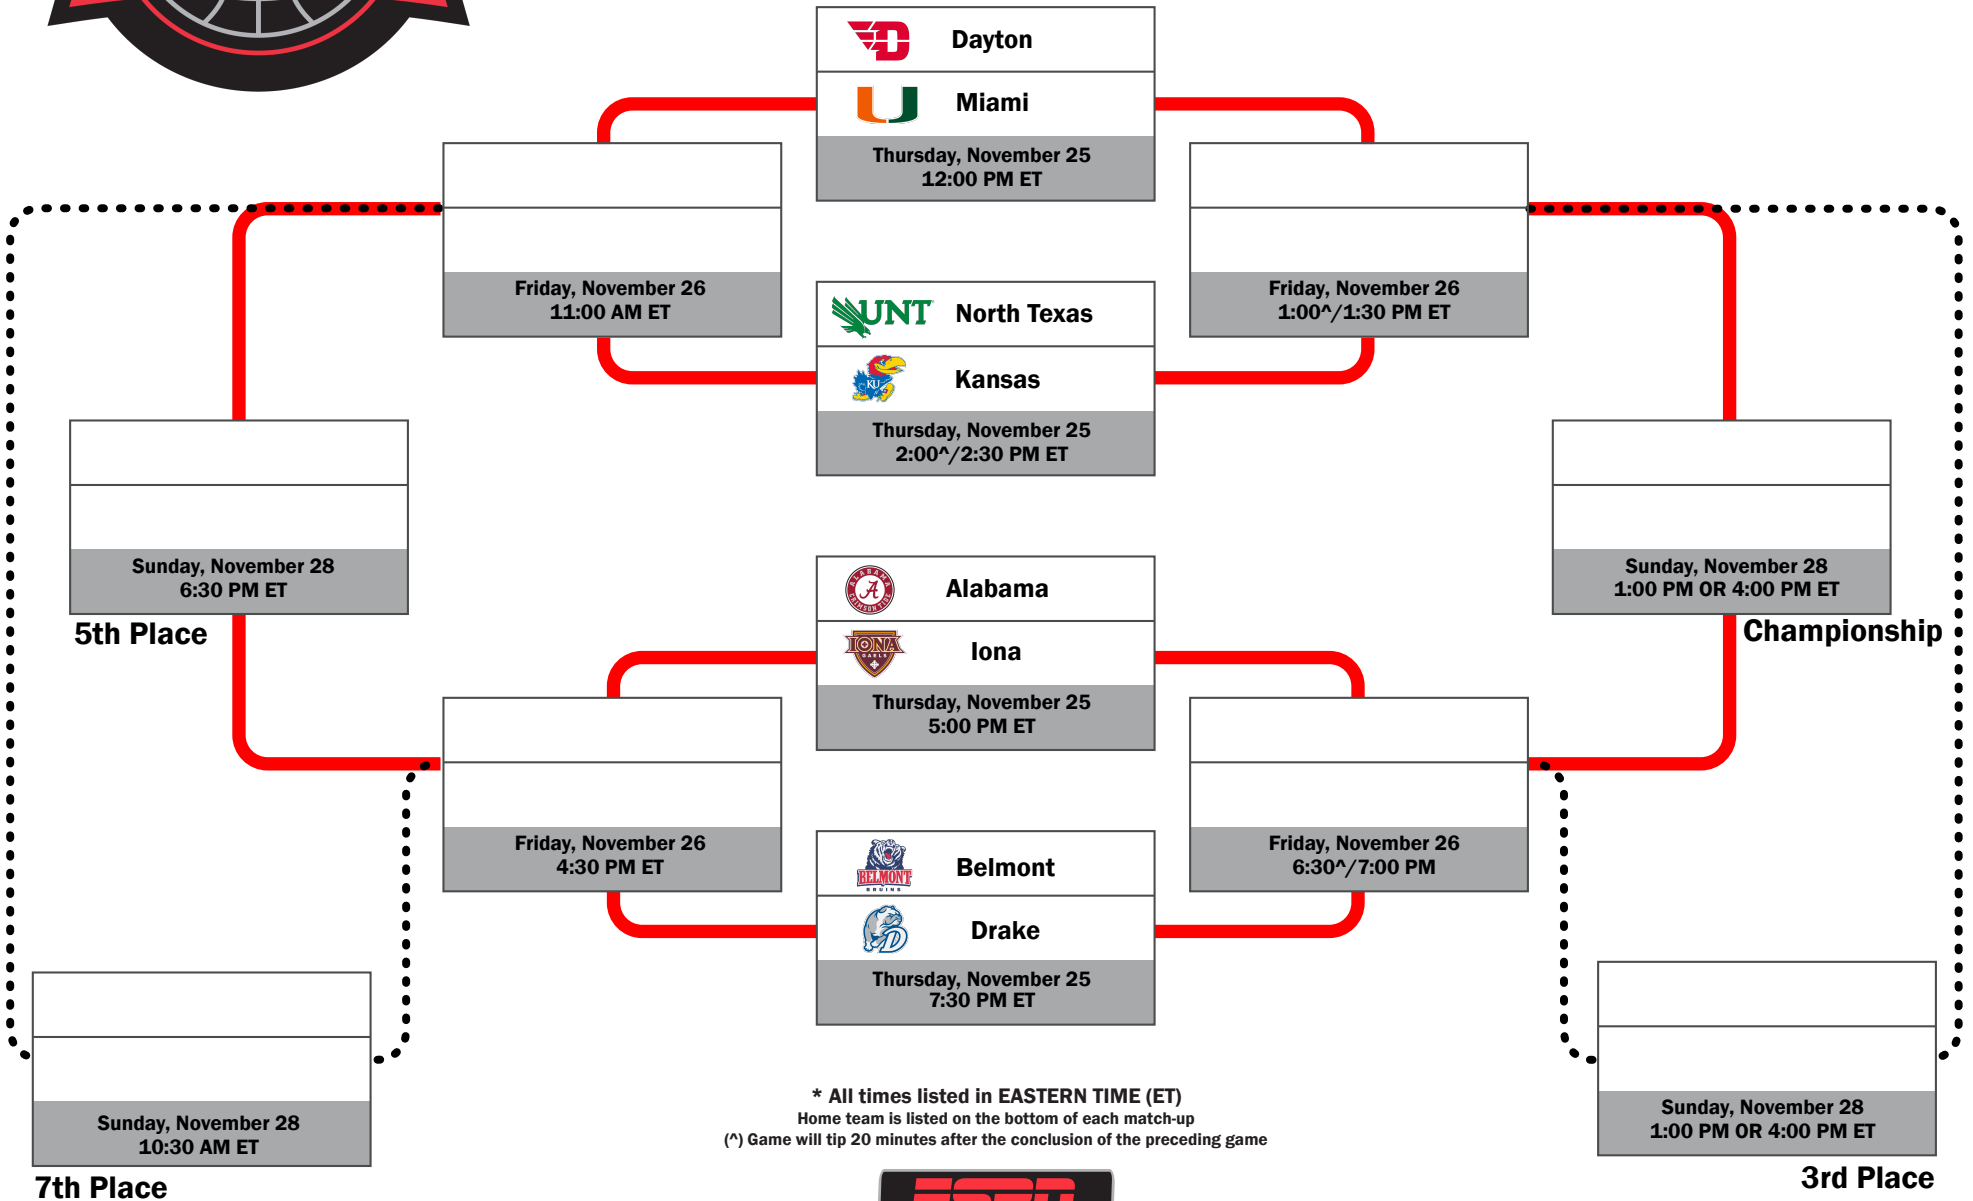 Dayton
Miami
Thursday, November 25
12:00 PM ET
Friday, November 26
11:00 AM ET
Friday, November 26
1:00^/1:30 PM ET
UNT North Texas
KU Kansas
Thursday, November 25
2:00^/2:30 PM ET
Sunday, November 28
6:30 PM ET
5th Place
Sunday, November 28
1:00 PM OR 4:00 PM ET
Championship
ALABAMA
A
CRIMSON TIDE
Alabama
IONA
GAELS
Iona
Thursday, November 25
5:00 PM ET
Friday, November 26
4:30 PM ET
Friday, November 26
6:30^/7:00 PM
BELMONT
BRUINS
Belmont
D Drake
Thursday, November 25
7:30 PM ET
Sunday, November 28
10:30 AM ET
7th Place
Sunday, November 28
1:00 PM OR 4:00 PM ET
3rd Place
* All times listed in EASTERN TIME (ET)
Home team is listed on the bottom of each match-up
(^) Game will tip 20 minutes after the conclusion of the preceding game
ESPN